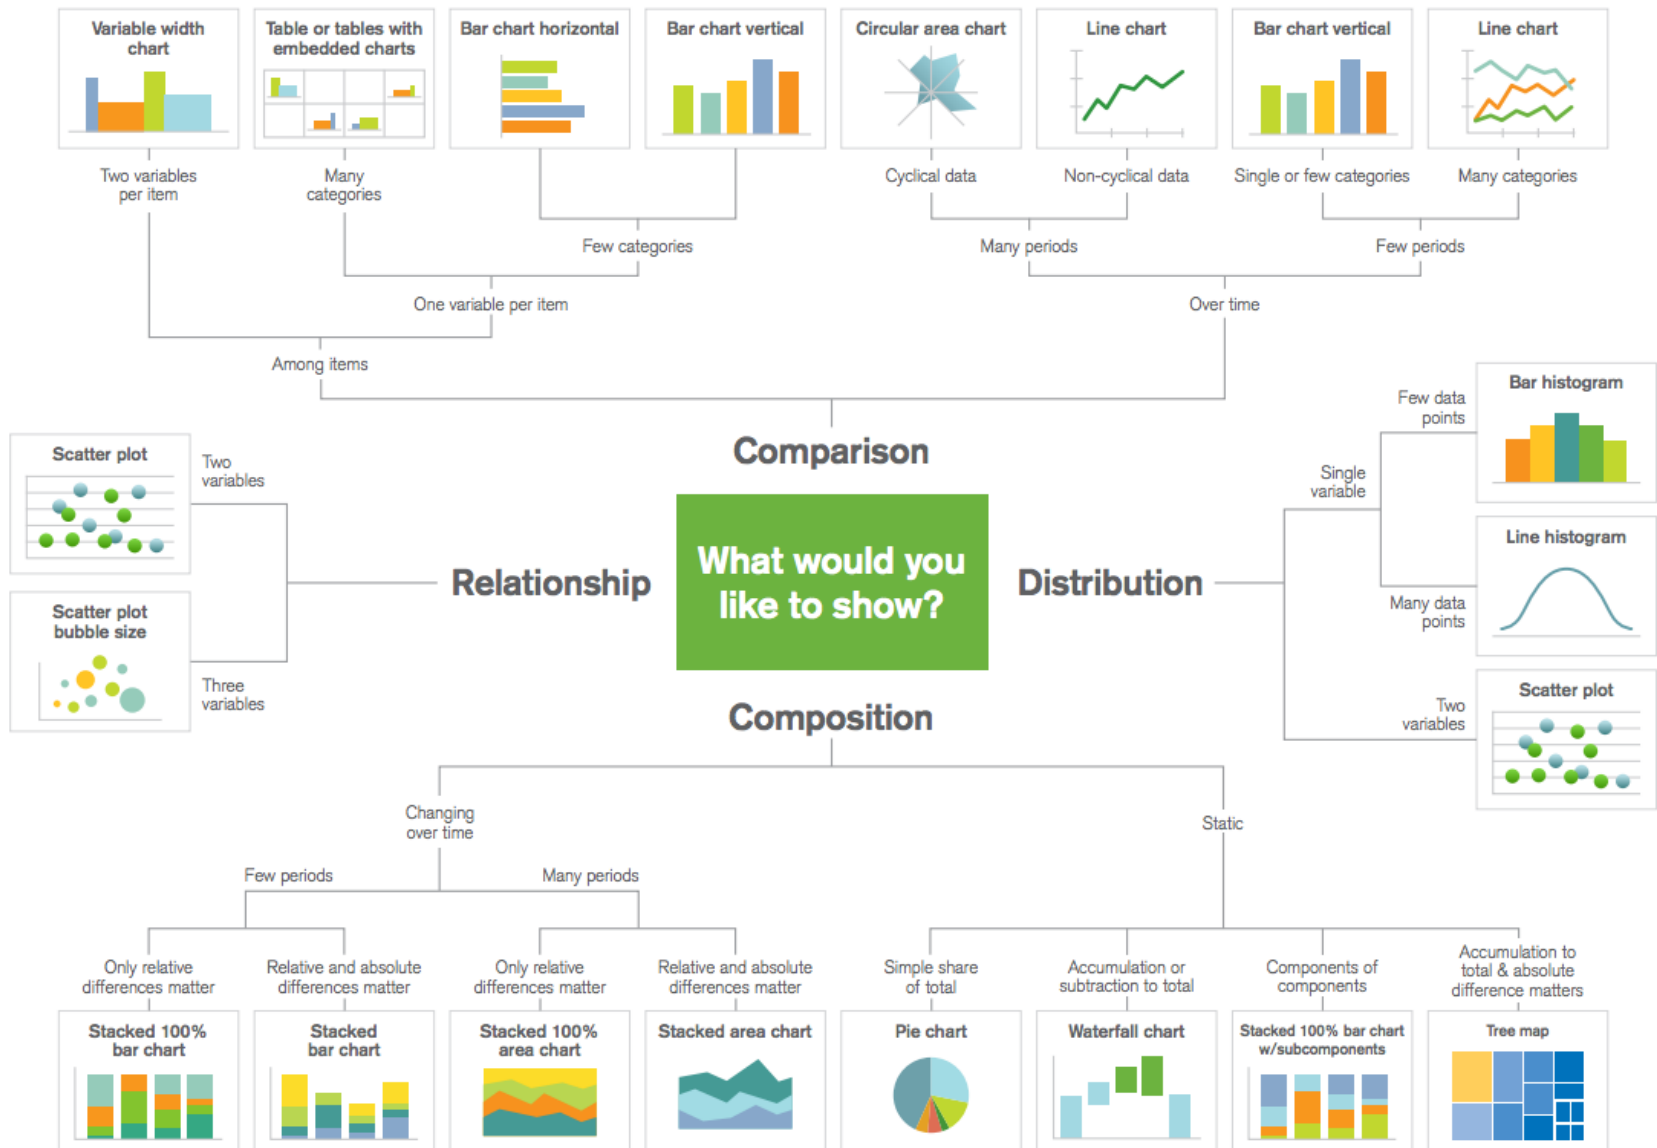 Variable width
chart
Table or tables with
embedded charts
Bar chart horizontal
Bar chart vertical
Circular area chart
Line chart
Bar chart vertical
Line chart
Two variables
per item
Many
categories
Cyclical data
Non-cyclical data
Single or few categories
Many categories
Few categories
Many periods
Few periods
One variable per item
Over time
Among items
Comparison
Scatter plot
Two
variables
Relationship
Scatter plot
bubble size
Three
variables
What would you
like to show?
Distribution
Single
variable
Few data
points
Bar histogram
Many data
points
Line histogram
Two
variables
Scatter plot
Composition
Changing
over time
Static
Few periods
Many periods
Only relative
differences matter
Relative and absolute
differences matter
Only relative
differences matter
Relative and absolute
differences matter
Simple share
of total
Accumulation or
subtraction to total
Components of
components
Accumulation to
total & absolute
difference matters
Stacked 100%
bar chart
Stacked
bar chart
Stacked 100%
area chart
Stacked area chart
Pie chart
Waterfall chart
Stacked 100% bar chart
w/subcomponents
Tree map